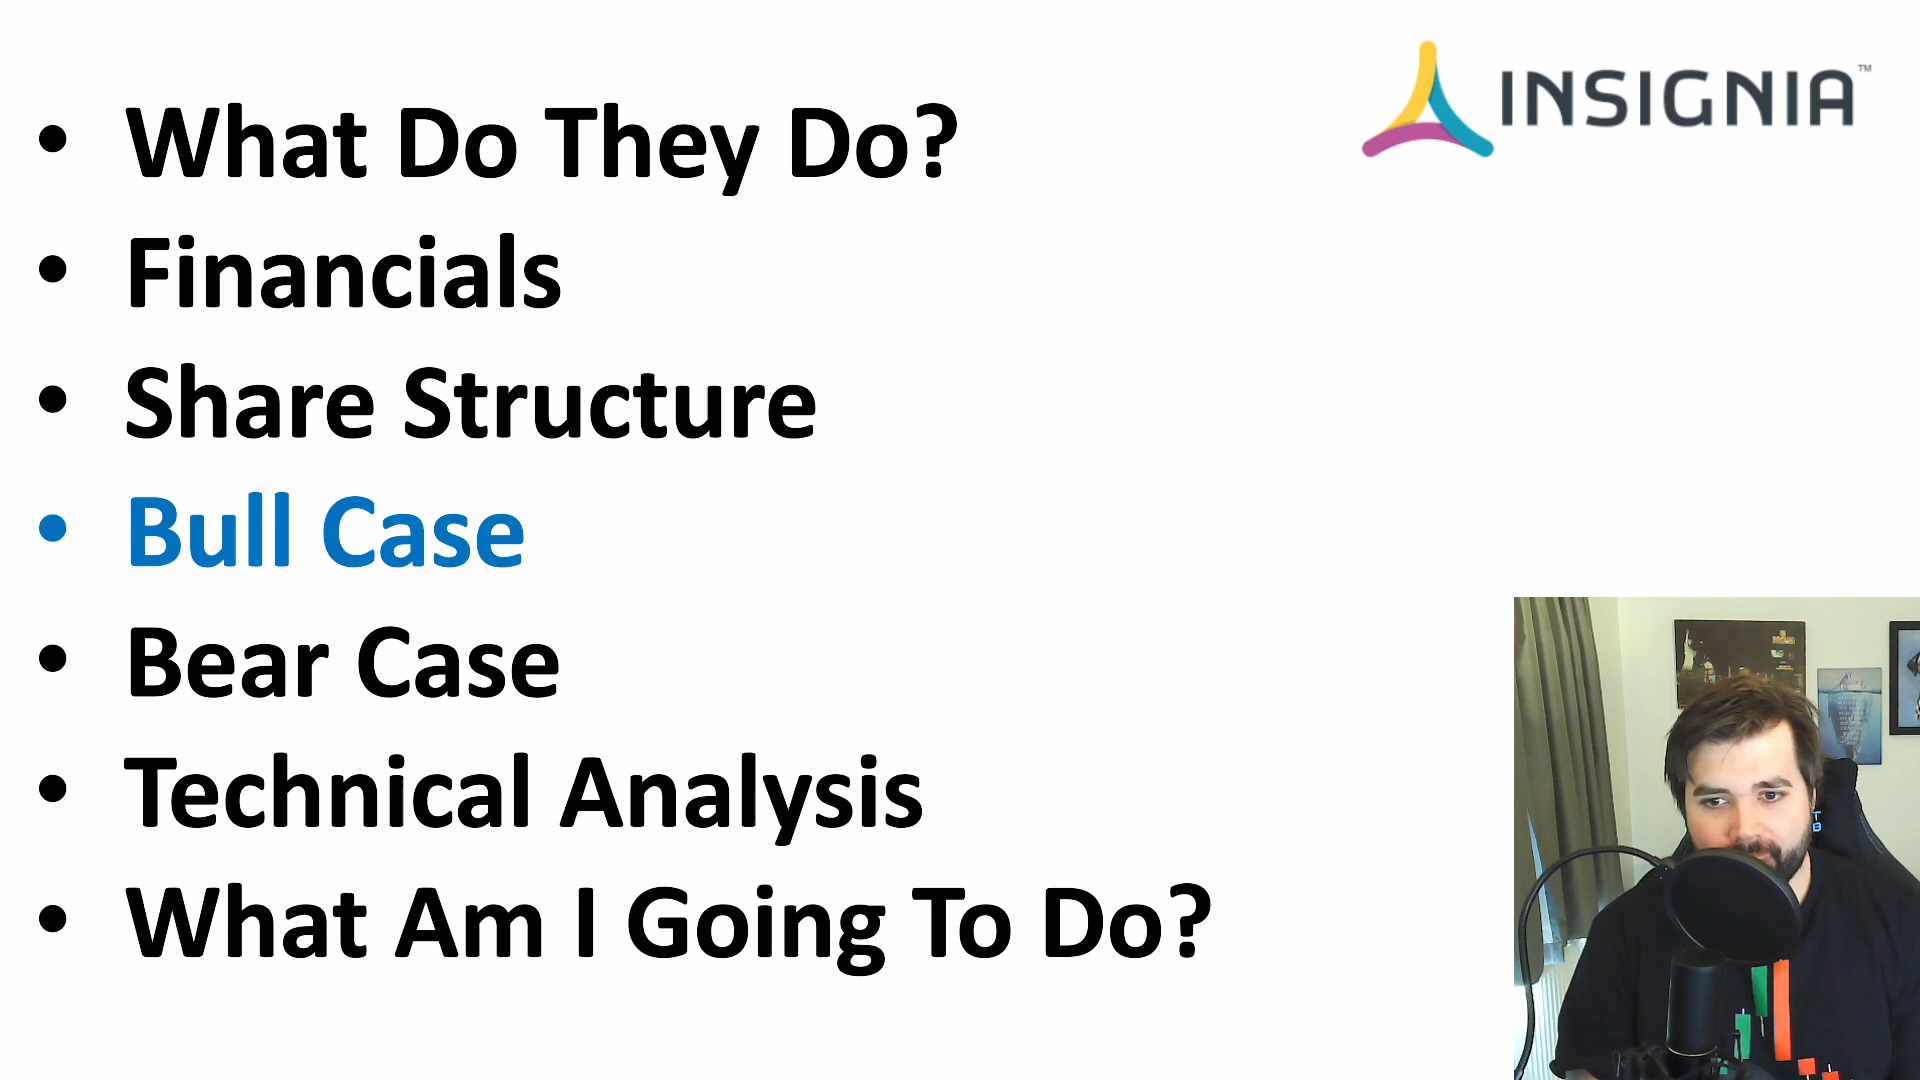 INSIGNIA™
• What Do They Do?
• Financials
• Share Structure
• Bull Case
• Bear Case
• Technical Analysis
• What Am I Going To Do?
T
B